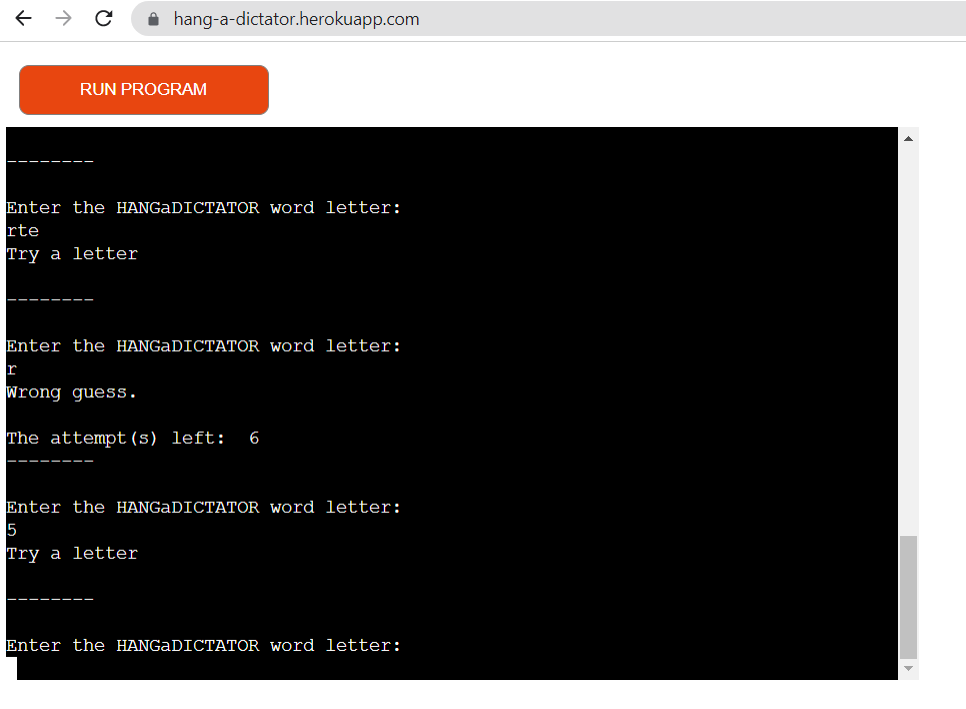 hang-a-dictator.herokuapp.com
RUN PROGRAM
--------
Enter the HANGaDICTATOR word letter:
rte
Try a letter
--------
Enter the HANGaDICTATOR word letter:
r
Wrong guess.
The attempt(s) left:  6
--------
Enter the HANGaDICTATOR word letter:
5
Try a letter
--------
Enter the HANGaDICTATOR word letter: